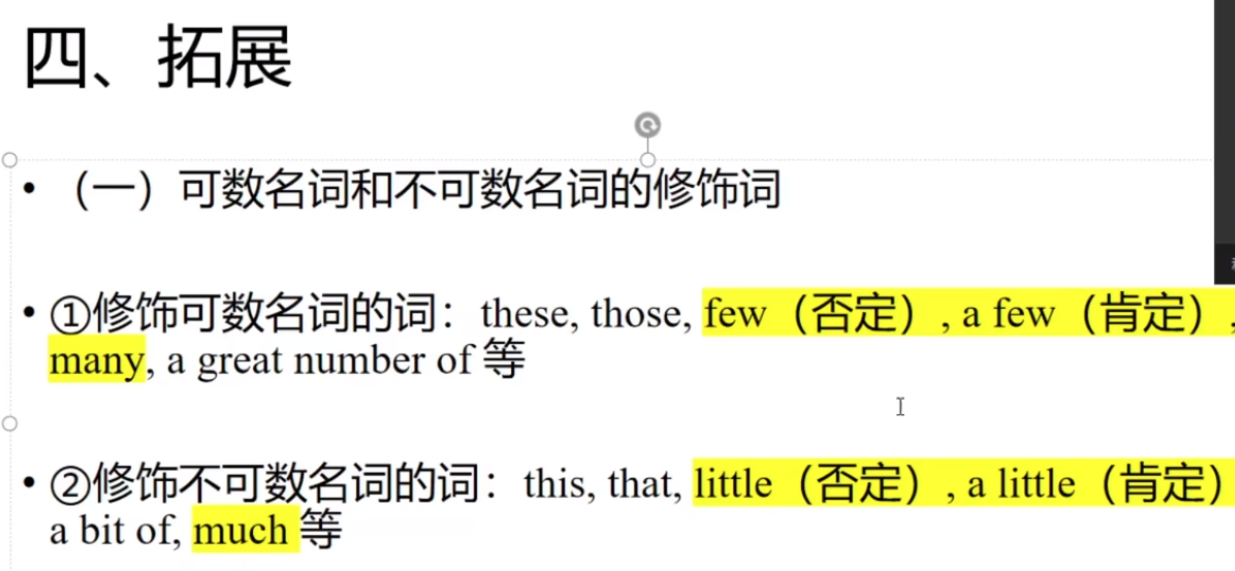 四、拓展
• （一）可数名词和不可数名词的修饰词
• ①修饰可数名词的词：these, those, few（否定）, a few（肯定）,
many, a great number of 等
• ②修饰不可数名词的词：this, that, little（否定）, a little（肯定）
a bit of, much 等